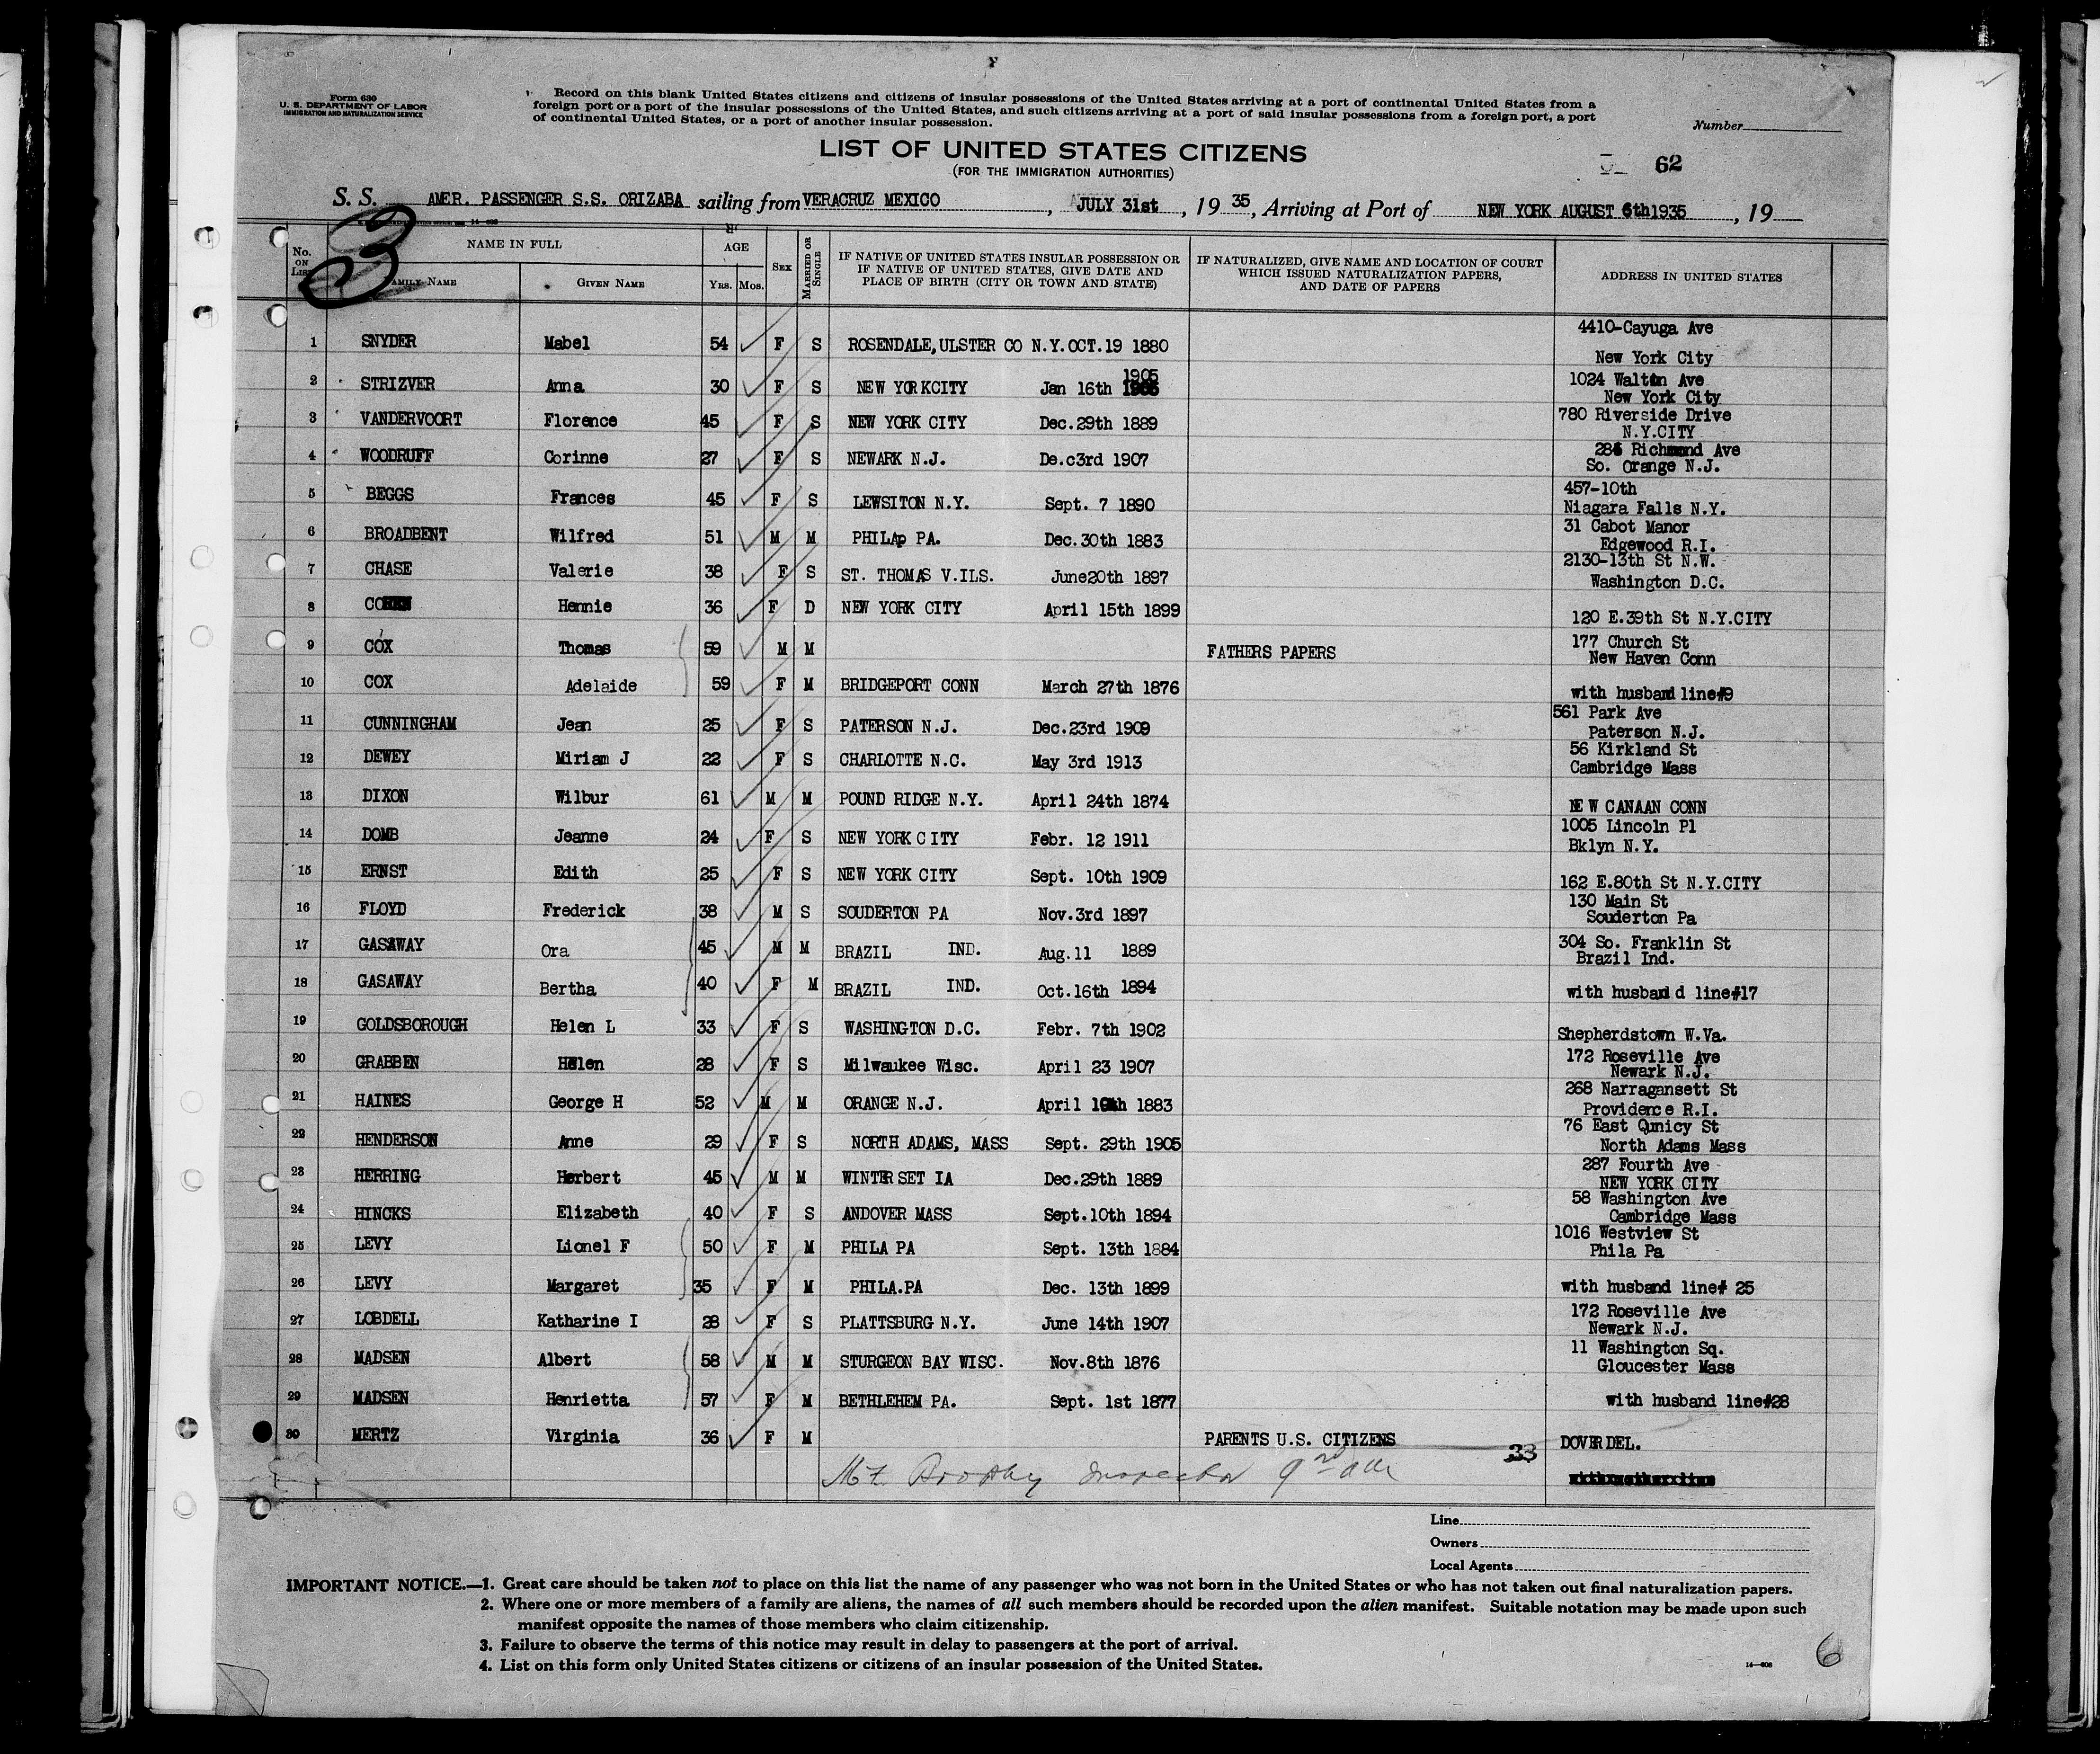 Form 630
U. S. DEPARTMENT OF LABOR
IMMIGRATION AND NATURALIZATION SERVICE
Record on this blank United States citizens and citizens of insular possessions of the United States arriving at a port of continental United States from a
foreign port or a port of the insular possessions of the United States, and such citizens arriving at a port of said insular possessions from a foreign port, a port
of continental United States, or a port of another insular possession.
Number
LIST OF UNITED STATES CITIZENS
(FOR THE IMMIGRATION AUTHORITIES)
62
S. S. AMER. PASSENGER S.S. ORIZABA sailing from VERACRUZ MEXICO, JULY 31st, 1935, Arriving at Port of NEW YORK AUGUST 6th1935, 19
3
No. ON LIST NAME IN FULL AGE SEX MARRIED OR SINGLE IF NATIVE OF UNITED STATES INSULAR POSSESSION OR IF NATIVE OF UNITED STATES, GIVE DATE AND PLACE OF BIRTH (CITY OR TOWN AND STATE) IF NATURALIZED, GIVE NAME AND LOCATION OF COURT WHICH ISSUED NATURALIZATION PAPERS, AND DATE OF PAPERS ADDRESS IN UNITED STATES
FAMILY NAME GIVEN NAME YRS. MOS.
1 SNYDER Mabel 54 F S ROSENDALE,ULSTER CO N.Y.OCT.19 1880 4410-Cayuga Ave
New York City
2 STRIZVER Anna 30 F S NEW YORKCITY Jan 16th 1905 1024 Walton Ave
New York City
3 VANDERVOORT Florence 45 F S NEW YORK CITY Dec.29th 1889 780 Riverside Drive
N.Y.CITY
4 WOODRUFF Corinne 27 F S NEWARK N.J. De.c3rd 1907 286 Richmond Ave
So. Orange N.J.
5 BEGGS Frances 45 F S LEWSITON N.Y. Sept. 7 1890 457-10th
Niagara Falls N.Y.
6 BROADBENT Wilfred 51 M M PHILAp PA. Dec.30th 1883 31 Cabot Manor
Edgewood R.I.
7 CHASE Valerie 38 F S ST. THOMAS V.ILS. June20th 1897 2130-13th St N.W.
Washington D.C.
8 COHEN Hennie 36 F D NEW YORK CITY April 15th 1899 120 E.39th St N.Y.CITY
9 COX Thomas 59 M M FATHERS PAPERS 177 Church St
New Haven Conn
10 COX Adelaide 59 F M BRIDGEPORT CONN March 27th 1876 with husband line#9
11 CUNNINGHAM Jean 25 F S PATERSON N.J. Dec.23rd 1909 561 Park Ave
Paterson N.J.
12 DEWEY Miriam J 22 F S CHARLOTTE N.C. May 3rd 1913 56 Kirkland St
Cambridge Mass
13 DIXON Wilbur 61 M M POUND RIDGE N.Y. April 24th 1874 NEW CANAAN CONN
14 DOMB Jeanne 24 F S NEW YORK CITY Febr. 12 1911 1005 Lincoln Pl
Bklyn N.Y.
15 ERNST Edith 25 F S NEW YORK CITY Sept. 10th 1909 162 E.80th St N.Y.CITY
16 FLOYD Frederick 38 M S SOUDERTON PA Nov.3rd 1897 130 Main St
Souderton Pa
17 GASAWAY Ora 45 M M BRAZIL IND. Aug.11 1889 304 So. Franklin St
Brazil Ind.
18 GASAWAY Bertha 40 F M BRAZIL IND. Oct.16th 1894 with husband d line#17
19 GOLDSBOROUGH Helen L 33 F S WASHINGTON D.C. Febr. 7th 1902 Shepherdstown W.Va.
20 GRABBEN Helen 28 F S Milwaukee Wisc. April 23 1907 172 Roseville Ave
Newark N.J.
21 HAINES George H 52 M M ORANGE N.J. April 1883 268 Narragansett St
Providence R.I.
22 HENDERSON Anne 29 F S NORTH ADAMS, MASS Sept. 29th 1905 76 East Qunicy St
North Adams Mass
23 HERRING Herbert 45 M M WINTERSET IA Dec.29th 1889 287 Fourth Ave
NEW YORK CITY
24 HINCKS Elizabeth 40 F S ANDOVER MASS Sept.10th 1894 58 Washington Ave
Cambridge Mass
25 LEVY Lionel F 50 F M PHILA PA Sept. 13th 1884 1016 Westview St
Phila Pa
26 LEVY Margaret 35 F M PHILA.PA Dec. 13th 1899 with husband line# 25
27 LOBDELL Katharine I 28 F S PLATTSBURG N.Y. June 14th 1907 172 Roseville Ave
Newark N.J.
28 MADSEN Albert 58 M M STURGEON BAY WISC. Nov.8th 1876 11 Washington Sq.
Gloucester Mass
29 MADSEN Henrietta 57 F M BETHLEHEM PA. Sept. 1st 1877 with husband line#28
30 MERTZ Virginia 36 F M PARENTS U.S. CITIZENS 33 DOVER DEL.
Inspector
Line
Owners
Local Agents
IMPORTANT NOTICE.—1. Great care should be taken not to place on this list the name of any passenger who was not born in the United States or who has not taken out final naturalization papers.
2. Where one or more members of a family are aliens, the names of all such members should be recorded upon the alien manifest. Suitable notation may be made upon such
manifest opposite the names of those members who claim citizenship.
3. Failure to observe the terms of this notice may result in delay to passengers at the port of arrival.
4. List on this form only United States citizens or citizens of an insular possession of the United States.
14—608
6